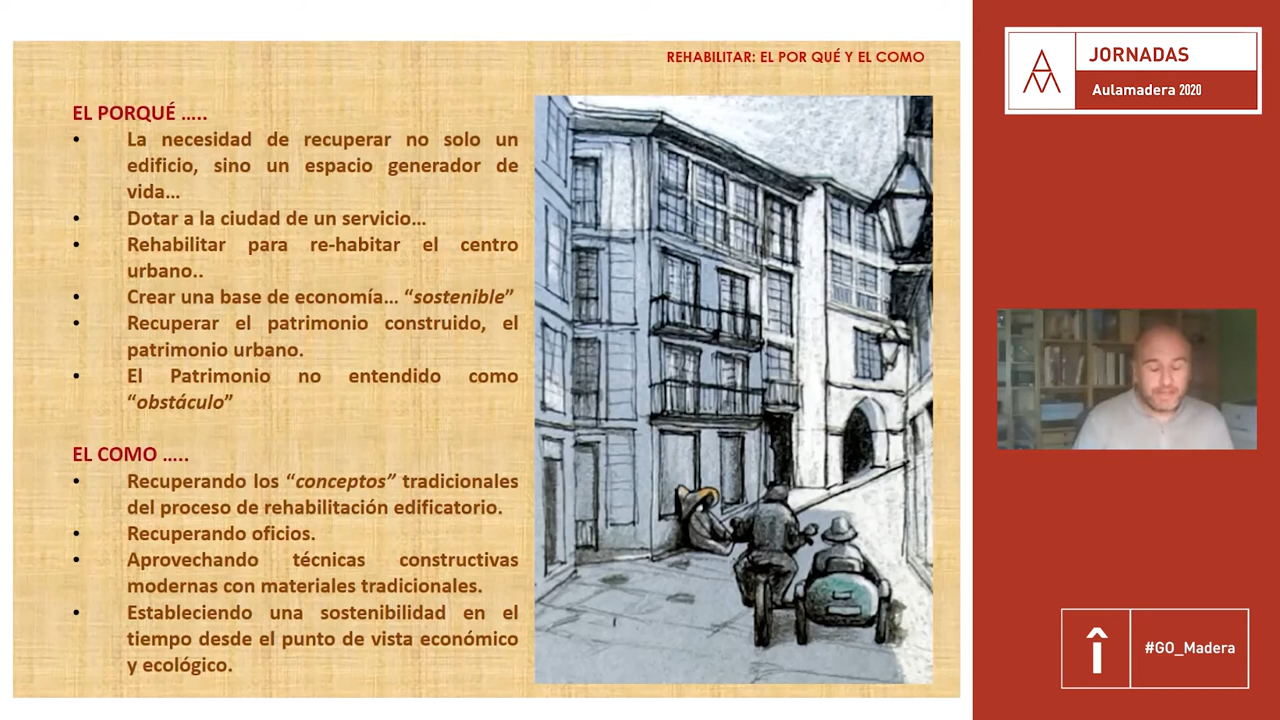 REHABILITAR: EL POR QUÉ Y EL COMO
EL PORQUÉ …..
• La necesidad de recuperar no solo un
edificio, sino un espacio generador de
vida…
• Dotar a la ciudad de un servicio…
• Rehabilitar para re-habitar el centro
urbano..
• Crear una base de economía… “sostenible”
• Recuperar el patrimonio construido, el
patrimonio urbano.
• El Patrimonio no entendido como
“obstáculo”
EL COMO …..
• Recuperando los “conceptos” tradicionales
del proceso de rehabilitación edificatorio.
• Recuperando oficios.
• Aprovechando técnicas constructivas
modernas con materiales tradicionales.
• Estableciendo una sostenibilidad en el
tiempo desde el punto de vista económico
y ecológico.
JORNADAS
Aulamadera 2020
#GO_Madera